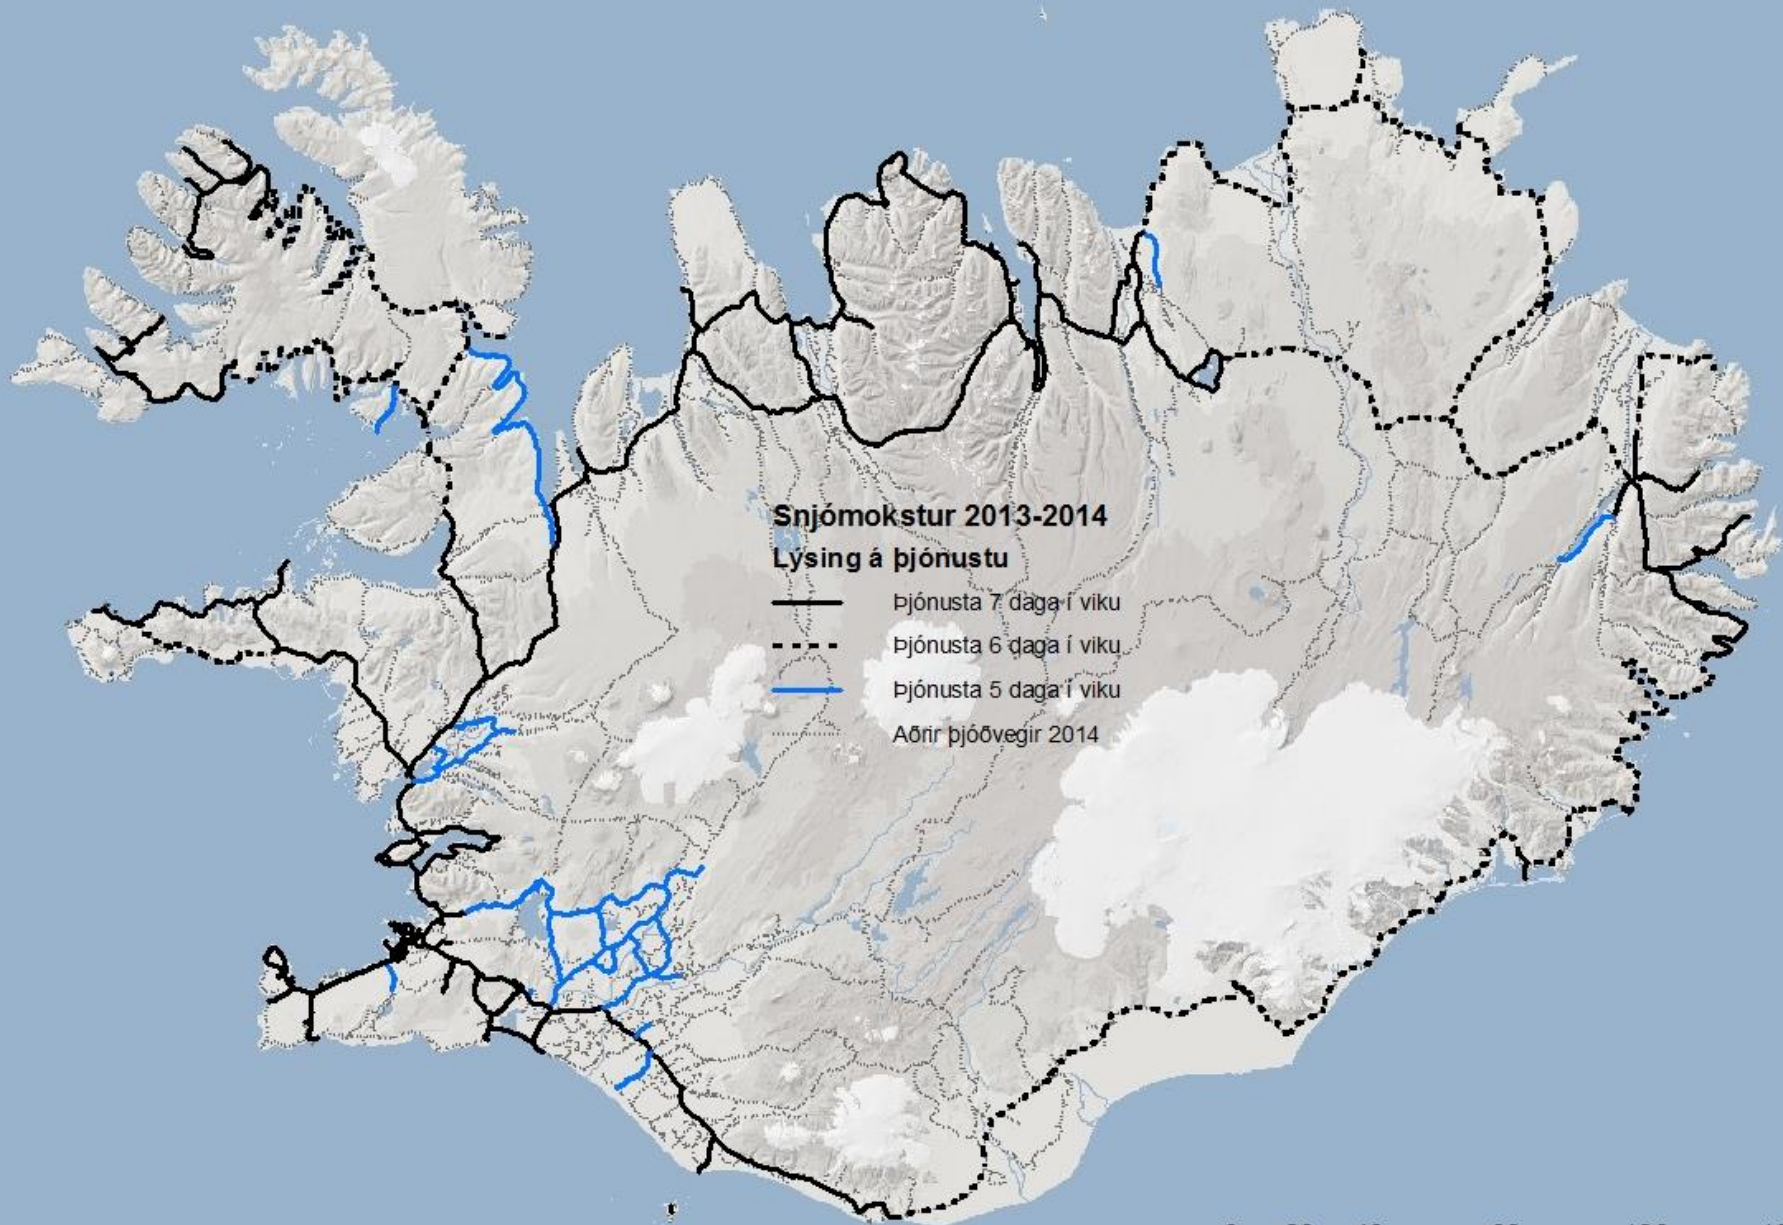 Snjómokstur 2013-2014
Lýsing á þjónustu
Þjónusta 7 daga í viku
Þjónusta 6 daga í viku
Þjónusta 5 daga í viku
Aðrir þjóðvegir 2014